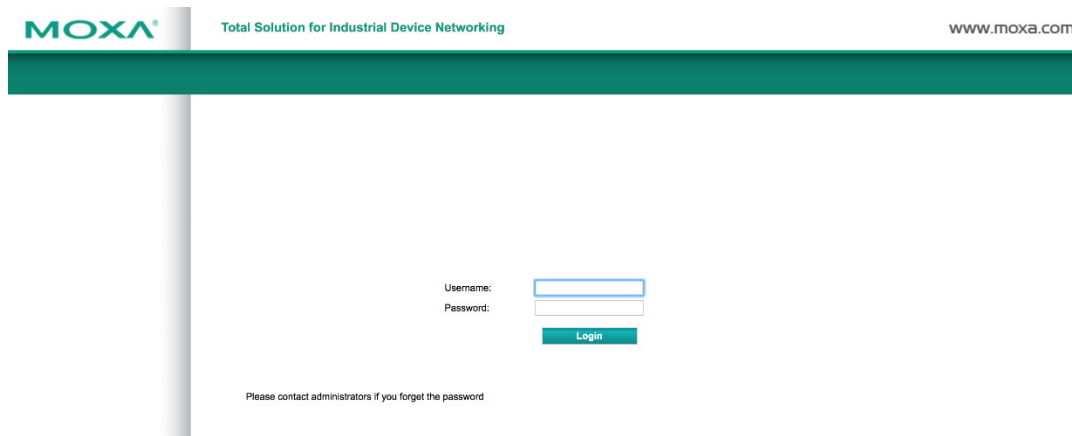 MOXA®
Total Solution for Industrial Device Networking
www.moxa.com
Username:
Password:
Login
Please contact administrators if you forget the password